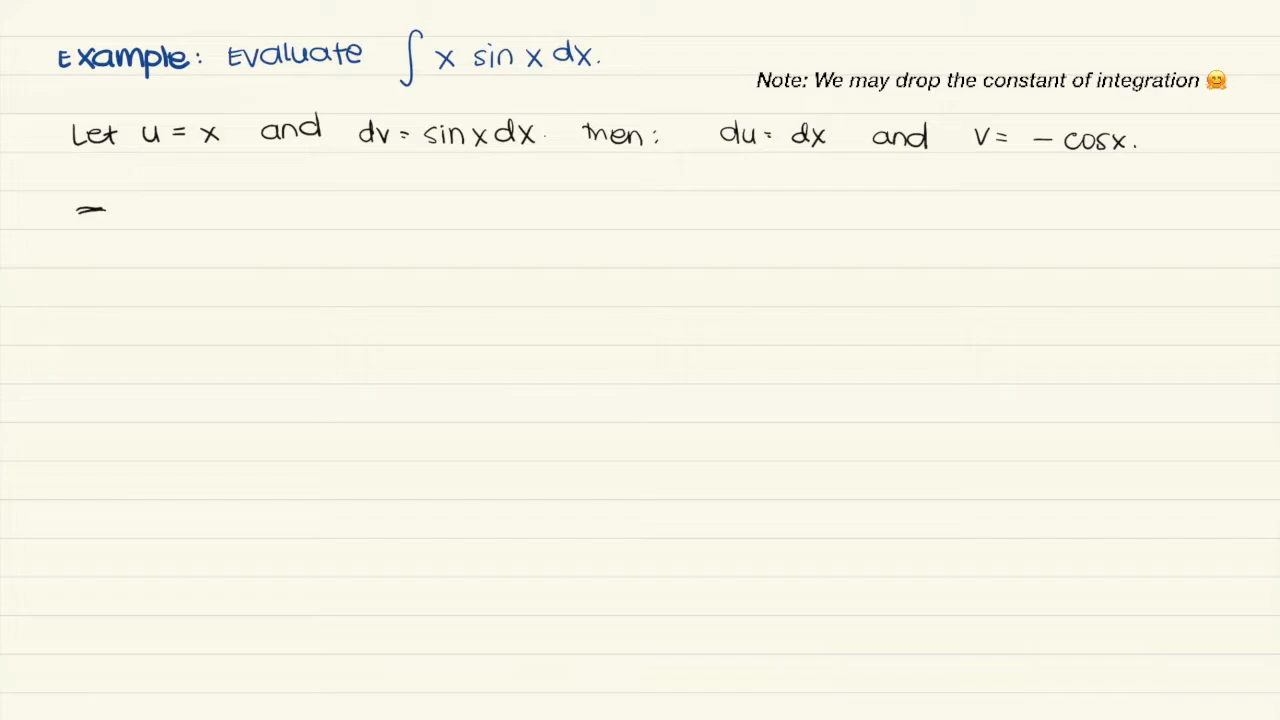 Example: Evaluate ∫ x sin x dx.
Note: We may drop the constant of integration 🤗
Let u = x and dv = sin x dx. then: du = dx and v = - cos x.
=